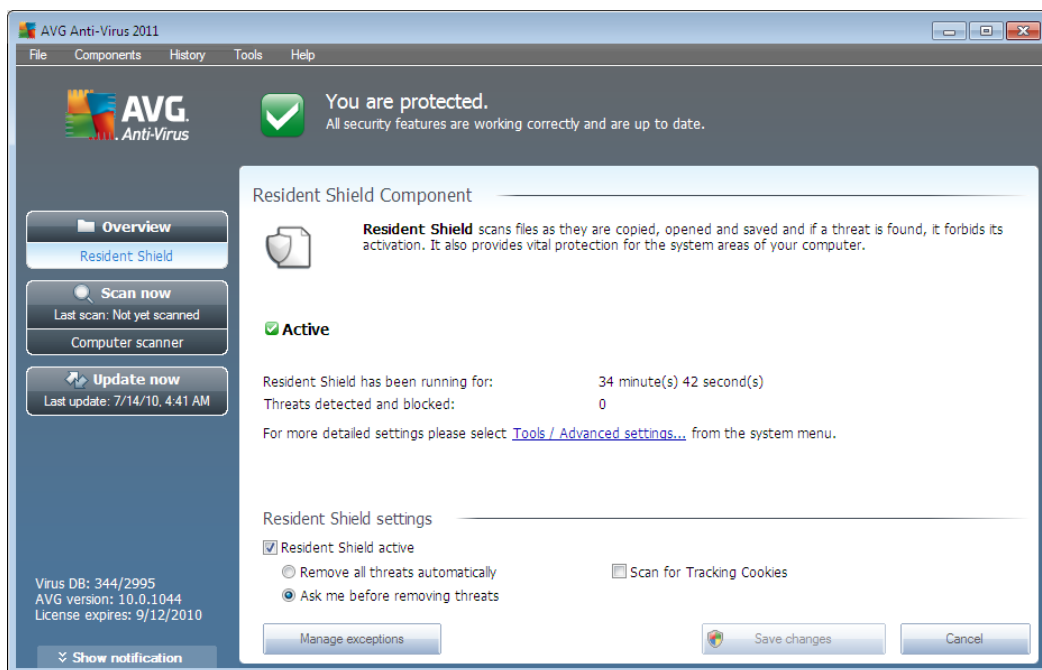 AVG Anti-Virus 2011
File Components History Tools Help
AVG.
Anti-Virus
You are protected.
All security features are working correctly and are up to date.
Overview
Resident Shield
Scan now
Last scan: Not yet scanned
Computer scanner
Update now
Last update: 7/14/10, 4:41 AM
Virus DB: 344/2995
AVG version: 10.0.1044
License expires: 9/12/2010
Show notification
Resident Shield Component
Resident Shield scans files as they are copied, opened and saved and if a threat is found, it forbids its
activation. It also provides vital protection for the system areas of your computer.
Active
Resident Shield has been running for: 34 minute(s) 42 second(s)
Threats detected and blocked: 0
For more detailed settings please select Tools / Advanced settings... from the system menu.
Resident Shield settings
Resident Shield active
Remove all threats automatically Scan for Tracking Cookies
Ask me before removing threats
Manage exceptions Save changes Cancel